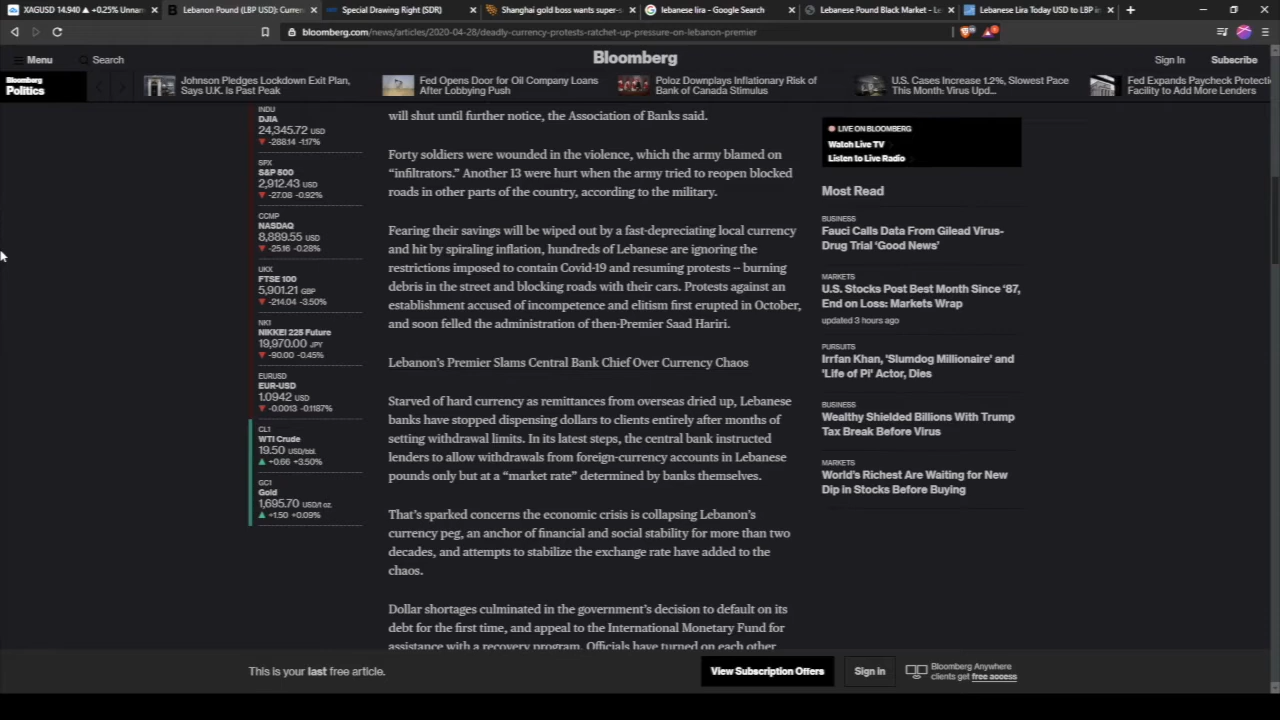 XAGUSD 14.940 ▲ +0.25% Unnam
Lebanon Pound (LBP USD): Curren
Special Drawing Right (SDR)
Shanghai gold boss wants super-s
lebanese lira - Google Search
Lebanese Pound Black Market - Le
Lebanese Lira Today USD to LBP in
bloomberg.com/news/articles/2020-04-28/deadly-currency-protests-ratchet-up-pressure-on-lebanon-premier
Menu
Search
Bloomberg
Sign In
Subscribe
Bloomberg
Politics
Johnson Pledges Lockdown Exit Plan,
Says U.K. Is Past Peak
Fed Opens Door for Oil Company Loans
After Lobbying Push
Poloz Downplays Inflationary Risk of
Bank of Canada Stimulus
U.S. Cases Increase 1.2%, Slowest Pace
This Month: Virus Upd...
Fed Expands Paycheck Protecti
Facility to Add More Lenders
INDU
DJIA
24,345.72 USD
▼ -288.14 -1.17%
SPX
S&P 500
2,912.43 USD
▼ -27.08 -0.92%
CCMP
NASDAQ
8,889.55 USD
▼ -25.16 -0.28%
UKX
FTSE 100
5,901.21 GBP
▼ -214.04 -3.50%
NK1
NIKKEI 225 Future
19,970.00 JPY
▼ -90.00 -0.45%
EURUSD
EUR-USD
1.0942 USD
▼ -0.0013 -0.1187%
CL1
WTI Crude
19.50 USD/bbl.
▲ +0.66 +3.50%
GC1
Gold
1,695.70 USD/t oz.
▲ +1.50 +0.09%
will shut until further notice, the Association of Banks said.
Forty soldiers were wounded in the violence, which the army blamed on
“infiltrators.” Another 13 were hurt when the army tried to reopen blocked
roads in other parts of the country, according to the military.
Fearing their savings will be wiped out by a fast-depreciating local currency
and hit by spiraling inflation, hundreds of Lebanese are ignoring the
restrictions imposed to contain Covid-19 and resuming protests -- burning
debris in the street and blocking roads with their cars. Protests against an
establishment accused of incompetence and elitism first erupted in October,
and soon felled the administration of then-Premier Saad Hariri.
Lebanon’s Premier Slams Central Bank Chief Over Currency Chaos
Starved of hard currency as remittances from overseas dried up, Lebanese
banks have stopped dispensing dollars to clients entirely after months of
setting withdrawal limits. In its latest steps, the central bank instructed
lenders to allow withdrawals from foreign-currency accounts in Lebanese
pounds only but at a “market rate” determined by banks themselves.
That’s sparked concerns the economic crisis is collapsing Lebanon’s
currency peg, an anchor of financial and social stability for more than two
decades, and attempts to stabilize the exchange rate have added to the
chaos.
Dollar shortages culminated in the government’s decision to default on its
debt for the first time, and appeal to the International Monetary Fund for
assistance with a recovery program. Officials have turned on each other
LIVE ON BLOOMBERG
Watch Live TV
Listen to Live Radio
Most Read
BUSINESS
Fauci Calls Data From Gilead Virus-
Drug Trial ‘Good News’
MARKETS
U.S. Stocks Post Best Month Since ‘87,
End on Loss: Markets Wrap
updated 3 hours ago
PURSUITS
Irrfan Khan, ‘Slumdog Millionaire’ and
‘Life of PI’ Actor, Dies
BUSINESS
Wealthy Shielded Billions With Trump
Tax Break Before Virus
MARKETS
World’s Richest Are Waiting for New
Dip in Stocks Before Buying
This is your last free article.
View Subscription Offers
Sign in
Bloomberg Anywhere
clients get free access